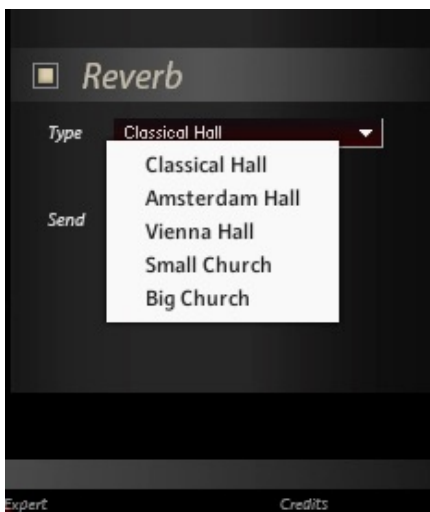 Reverb
Type Classical Hall
Classical Hall
Amsterdam Hall
Vienna Hall
Send
Small Church
Big Church
Expert Credits